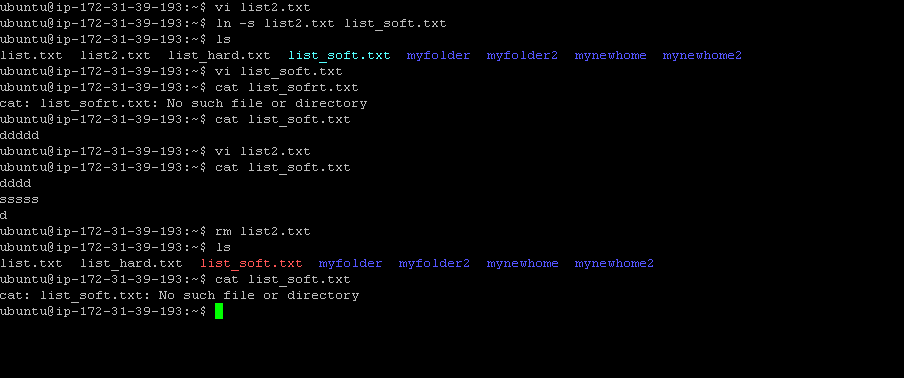 ubuntu@ip-172-31-39-193:~$ vi list2.txt
ubuntu@ip-172-31-39-193:~$ ln -s list2.txt list_soft.txt
ubuntu@ip-172-31-39-193:~$ ls
list.txt  list2.txt  list_hard.txt  list_soft.txt  myfolder  myfolder2  mynewhome  mynewhome2
ubuntu@ip-172-31-39-193:~$ vi list_soft.txt
ubuntu@ip-172-31-39-193:~$ cat list_sofrt.txt
cat: list_sofrt.txt: No such file or directory
ubuntu@ip-172-31-39-193:~$ cat list_soft.txt
ddddd
ubuntu@ip-172-31-39-193:~$ vi list2.txt
ubuntu@ip-172-31-39-193:~$ cat list_soft.txt
dddd
sssss
d
ubuntu@ip-172-31-39-193:~$ rm list2.txt
ubuntu@ip-172-31-39-193:~$ ls
list.txt  list_hard.txt  list_soft.txt  myfolder  myfolder2  mynewhome  mynewhome2
ubuntu@ip-172-31-39-193:~$ cat list_soft.txt
cat: list_soft.txt: No such file or directory
ubuntu@ip-172-31-39-193:~$